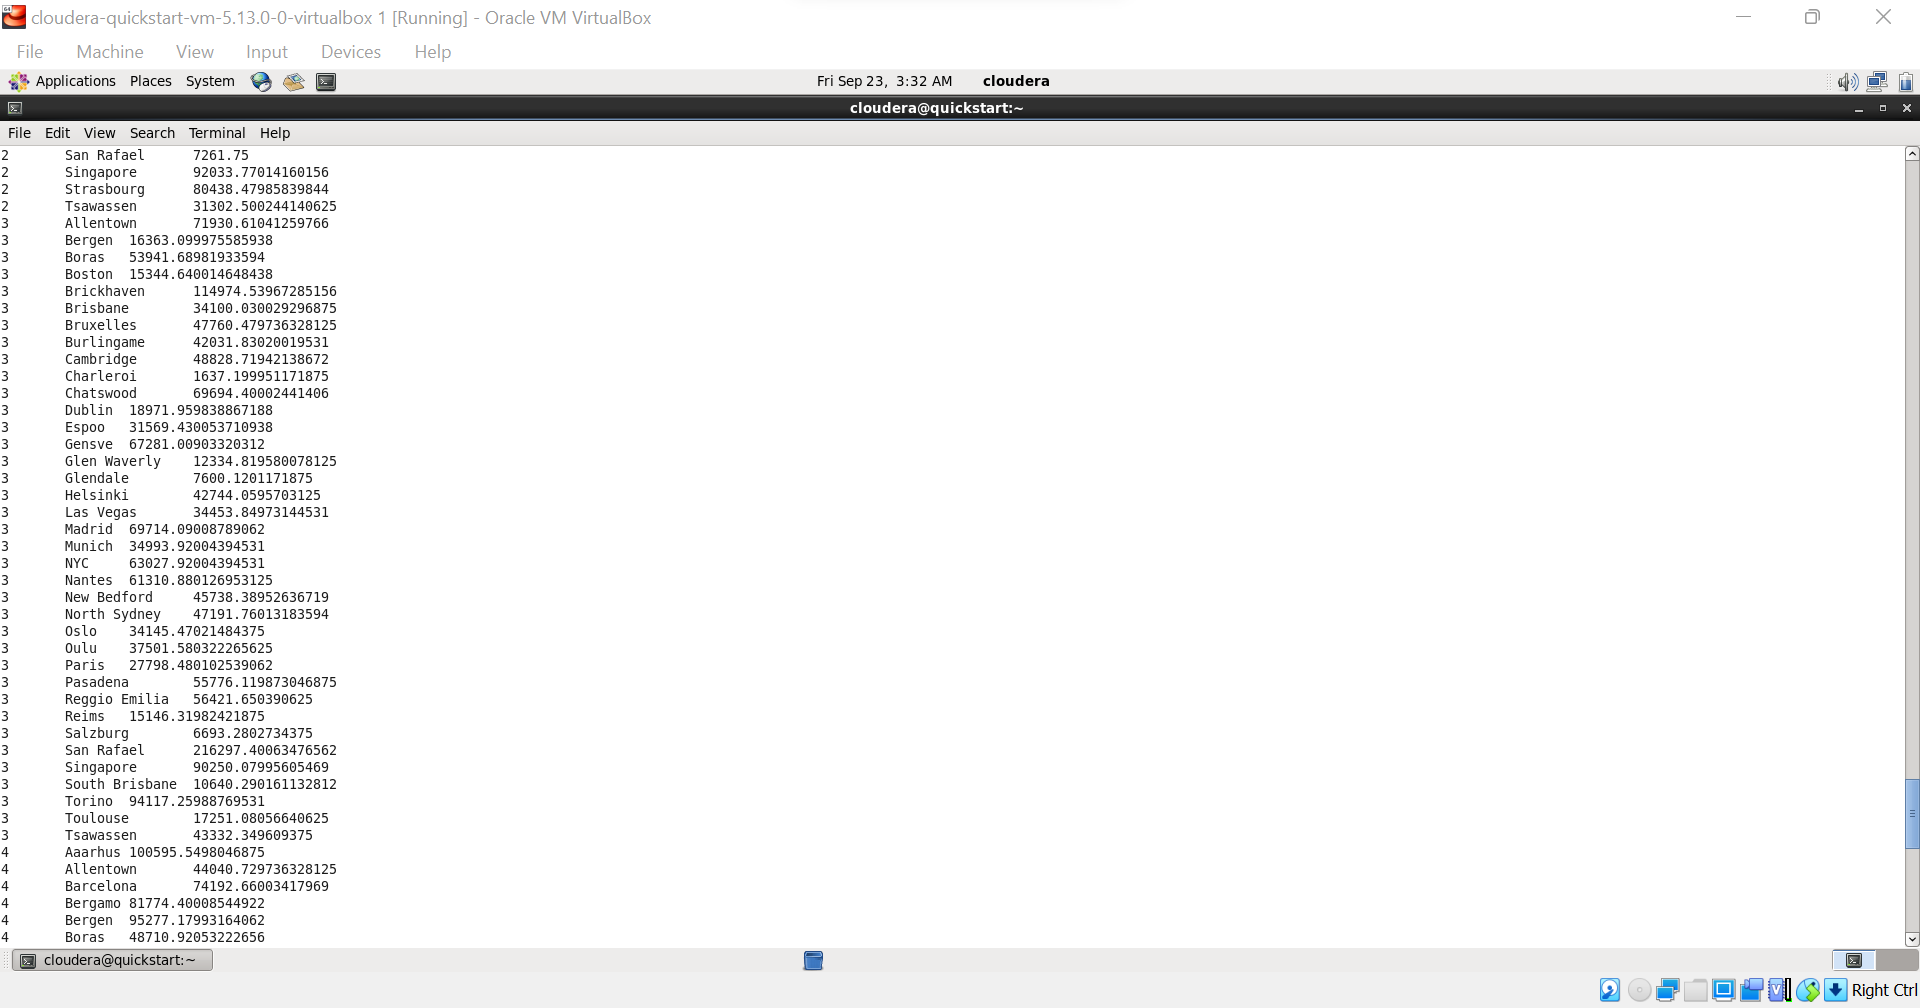 cloudera-quickstart-vm-5.13.0-0-virtualbox 1 [Running] - Oracle VM VirtualBox
File Machine View Input Devices Help
Applications Places System Fri Sep 23, 3:32 AM cloudera
cloudera@quickstart:~
File Edit View Search Terminal Help
2 San Rafael 7261.75
2 Singapore 92033.77014160156
2 Strasbourg 80438.47985839844
2 Tsawassen 31302.500244140625
3 Allentown 71930.61041259766
3 Bergen 16363.099975585938
3 Boras 53941.68981933594
3 Boston 15344.640014648438
3 Brickhaven 114974.53967285156
3 Brisbane 34100.030029296875
3 Bruxelles 47760.479736328125
3 Burlingame 42031.83020019531
3 Cambridge 48828.71942138672
3 Charleroi 1637.199951171875
3 Chatswood 69694.40002441406
3 Dublin 18971.959838867188
3 Espoo 31569.430053710938
3 Gensve 67281.00903320312
3 Glen Waverly 12334.819580078125
3 Glendale 7600.1201171875
3 Helsinki 42744.0595703125
3 Las Vegas 34453.84973144531
3 Madrid 69714.09008789062
3 Munich 34993.92004394531
3 NYC 63027.92004394531
3 Nantes 61310.880126953125
3 New Bedford 45738.38952636719
3 North Sydney 47191.76013183594
3 Oslo 34145.47021484375
3 Oulu 37501.580322265625
3 Paris 27798.480102539062
3 Pasadena 55776.119873046875
3 Reggio Emilia 56421.650390625
3 Reims 15146.31982421875
3 Salzburg 6693.2802734375
3 San Rafael 216297.40063476562
3 Singapore 90250.07995605469
3 South Brisbane 10640.290161132812
3 Torino 94117.25988769531
3 Toulouse 17251.08056640625
3 Tsawassen 43332.349609375
4 Aaarhus 100595.5498046875
4 Allentown 44040.729736328125
4 Barcelona 74192.66003417969
4 Bergamo 81774.40008544922
4 Bergen 95277.17993164062
4 Boras 48710.92053222656
cloudera@quickstart:~
Right Ctrl